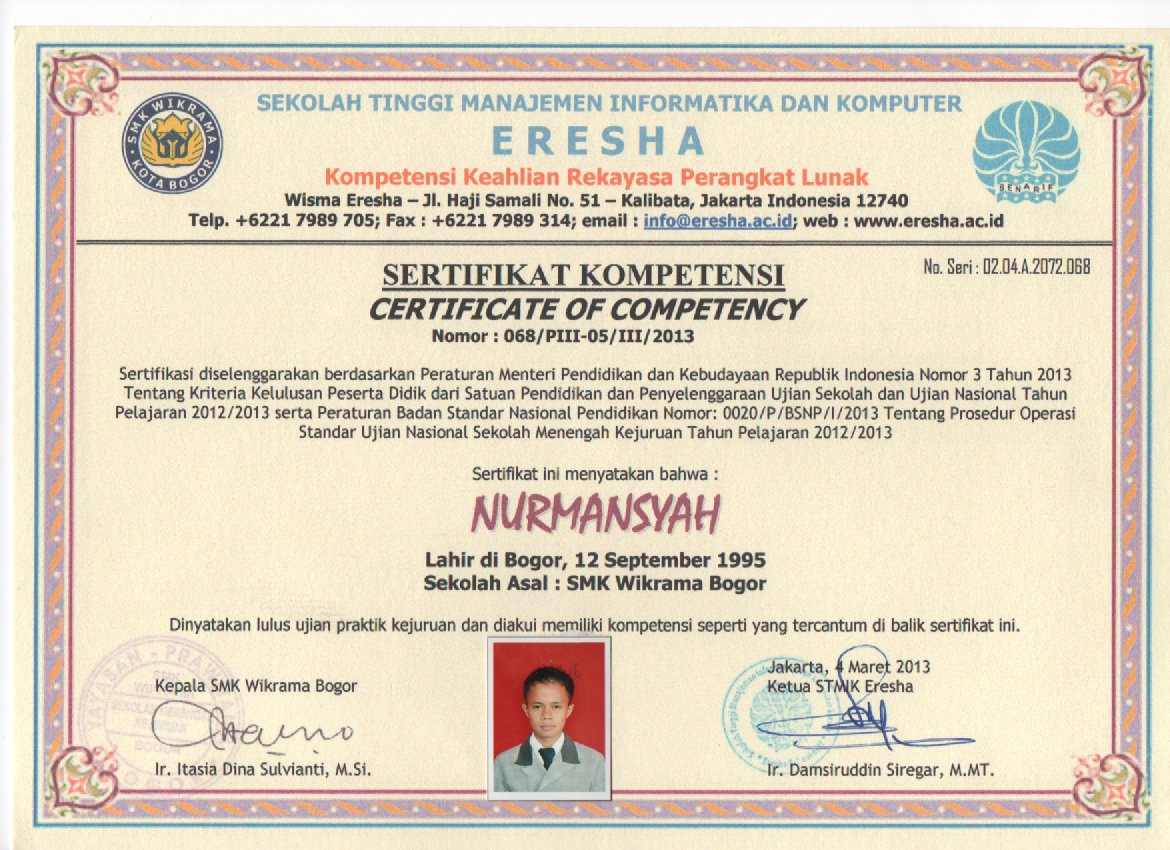 SEKOLAH TINGGI MANAJEMEN INFORMATIKA DAN KOMPUTER
ERESHA
SMK WIKRAMA
KOTA BOGOR
BENARIF
Kompetensi Keahlian Rekayasa Perangkat Lunak
Wisma Eresha – Jl. Haji Samali No. 51 – Kalibata, Jakarta Indonesia 12740
Telp. +6221 7989 705; Fax : +6221 7989 314; email : info@eresha.ac.id; web : www.eresha.ac.id
No. Seri : 02.04.A.2072.068
SERTIFIKAT KOMPETENSI
CERTIFICATE OF COMPETENCY
Nomor : 068/PIII-05/III/2013
Sertifikasi diselenggarakan berdasarkan Peraturan Menteri Pendidikan dan Kebudayaan Republik Indonesia Nomor 3 Tahun 2013
Tentang Kriteria Kelulusan Peserta Didik dari Satuan Pendidikan dan Penyelenggaraan Ujian Sekolah dan Ujian Nasional Tahun
Pelajaran 2012/2013 serta Peraturan Badan Standar Nasional Pendidikan Nomor: 0020/P/BSNP/I/2013 Tentang Prosedur Operasi
Standar Ujian Nasional Sekolah Menengah Kejuruan Tahun Pelajaran 2012/2013
Sertifikat ini menyatakan bahwa :
NURMANSYAH
Lahir di Bogor, 12 September 1995
Sekolah Asal : SMK Wikrama Bogor
Dinyatakan lulus ujian praktik kejuruan dan diakui memiliki kompetensi seperti yang tercantum di balik sertifikat ini.
YAYASAN - PRAW
SMK
BOGOR
Kepala SMK Wikrama Bogor
Ir. Itasia Dina Sulvianti, M.Si.
Jakarta, 4 Maret 2013
Ketua STMIK Eresha
Ir. Damsiruddin Siregar, M.MT.